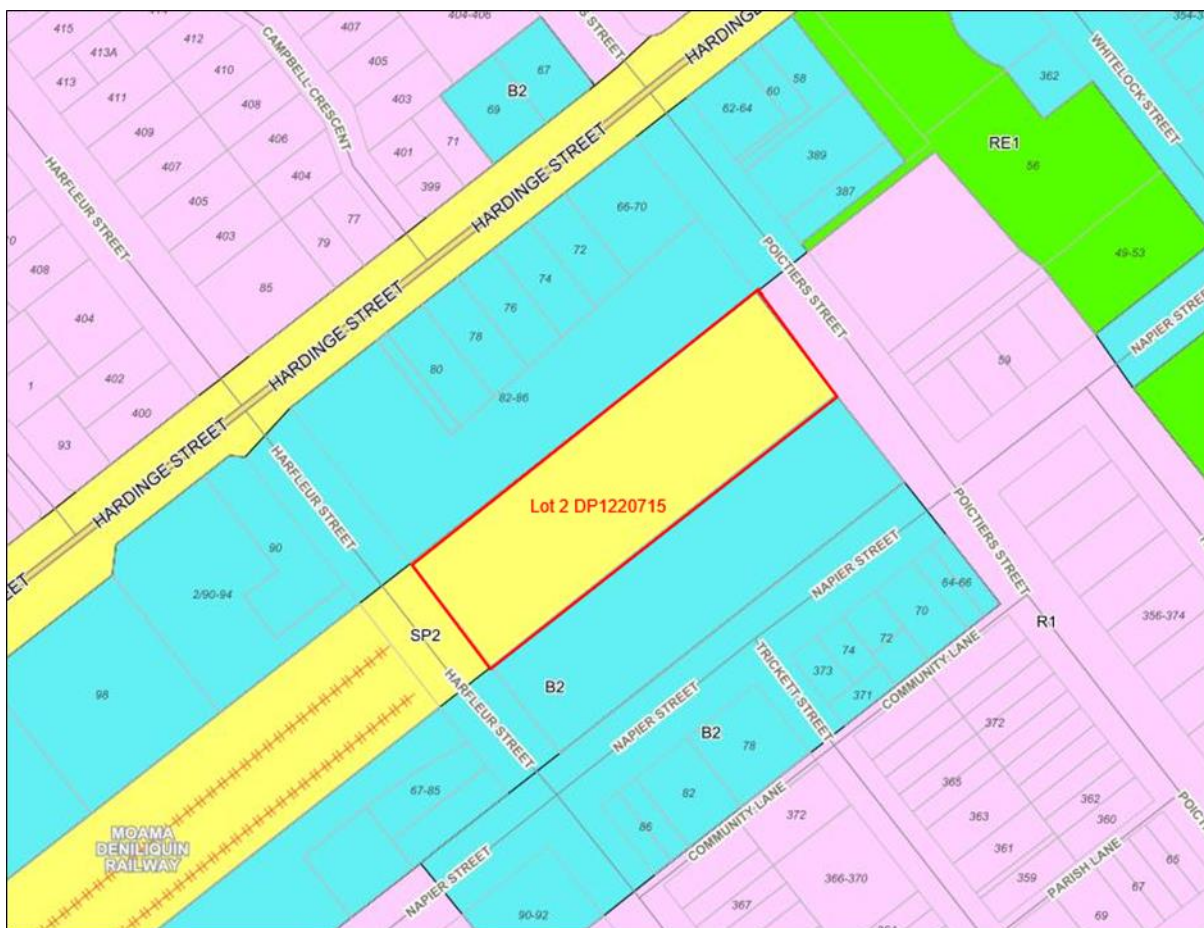 415
413A
412
407
404-406
S STREET
HARDINGE STREET
354-3
413
411
410
CAMPBELL CRESCENT
405
67
B2
69
58
60
62-64
362
WHITELOCK STREET
409
408
403
407
406
401
71
399
389
387
RE1
56
HARFLEUR STREET
405
404
77
HARDINGE STREET
66-70
403
79
72
POICTIERS STREET
49-53
408
85
74
76
404
HARDINGE STREET
78
80
59
NAPIER STREET
1
402
400
82-86
93
HARDINGE STREET
HARFLEUR STREET
Lot 2 DP1220715
POICTIERS STREET
90
2/90-94
EET
NAPIER STREET
64-66
70
SP2
72
74
373
371
R1
356-374
98
HARFLEUR STREET
B2
TRICKETT STREET
COMMUNITY LANE
NAPIER STREET
B2
78
372
67-85
82
365
362
363
360
86
COMMUNITY LANE
372
361
MOAMA
DENILIQUIN
RAILWAY
POIC
366-370
359
PARISH LANE
65
67
NAPIER STREET
90-92
367
69